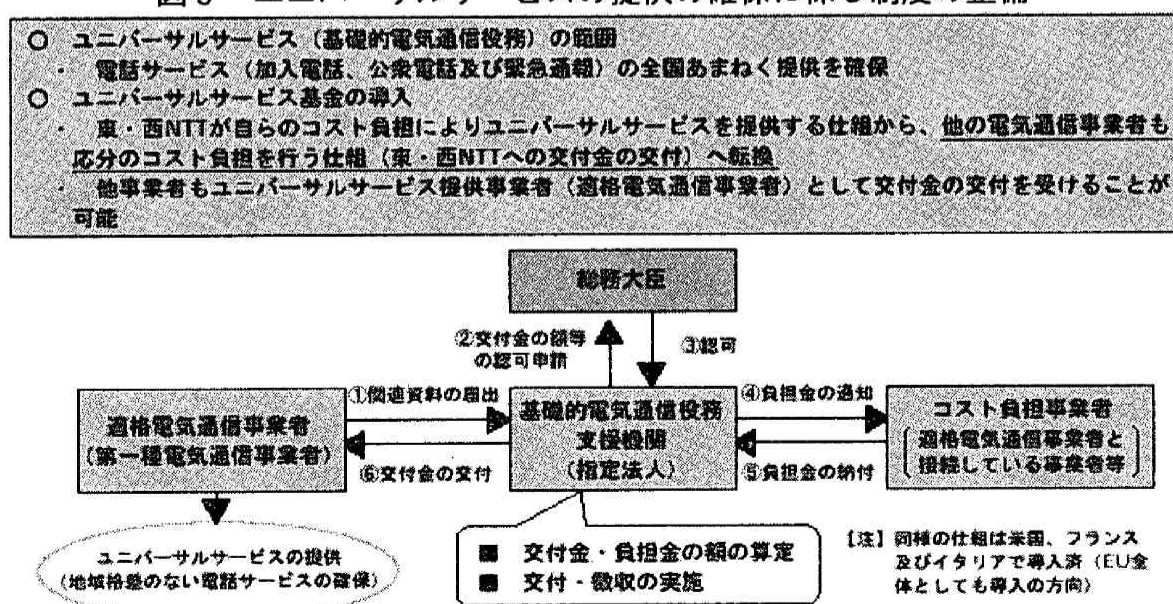 ○ ユニバーサルサービス（基礎的電気通信役務）の範囲
・ 電話サービス（加入電話、公衆電話及び緊急通報）の全国あまねく提供を確保
○ ユニバーサルサービス基金の導入
・ 東・西NTTが自らのコスト負担によりユニバーサルサービスを提供する仕組から、他の電気通信事業者も
応分のコスト負担を行う仕組（東・西NTTへの交付金の交付）へ転換
・ 他事業者もユニバーサルサービス提供事業者（適格電気通信事業者）として交付金の交付を受けることが
可能
総務大臣
②交付金の額等
の認可申請
③認可
①関連資料の届出
④負担金の通知
適格電気通信事業者
（第一種電気通信事業者）
基礎的電気通信役務
支援機関
（指定法人）
コスト負担事業者
適格電気通信事業者と
接続している事業者等
⑥交付金の交付
⑤負担金の納付
ユニバーサルサービスの提供
（地域格差のない電話サービスの確保）
■ 交付金・負担金の額の算定
■ 交付・徴収の実施
【注】同種の仕組は米国、フランス
及びイタリアで導入済（EU全
体としても導入の方向）